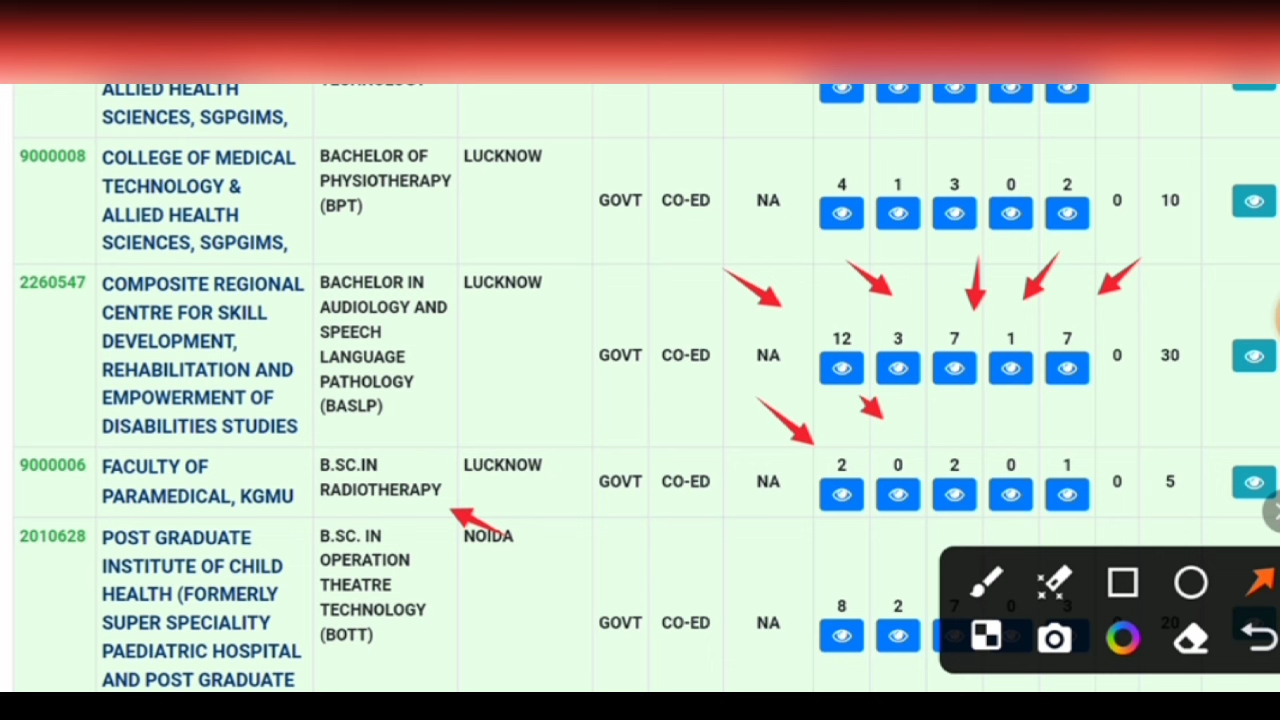 ALLIED HEALTH
SCIENCES, SGPGIMS,
9000008
COLLEGE OF MEDICAL
TECHNOLOGY &
ALLIED HEALTH
SCIENCES, SGPGIMS,
BACHELOR OF
PHYSIOTHERAPY
(BPT)
LUCKNOW
GOVT CO-ED NA 4 1 3 0 2 0 10
2260547
COMPOSITE REGIONAL
CENTRE FOR SKILL
DEVELOPMENT,
REHABILITATION AND
EMPOWERMENT OF
DISABILITIES STUDIES
BACHELOR IN
AUDIOLOGY AND
SPEECH
LANGUAGE
PATHOLOGY
(BASLP)
LUCKNOW
GOVT CO-ED NA 12 3 7 1 7 0 30
9000006
FACULTY OF
PARAMEDICAL, KGMU
B.SC.IN
RADIOTHERAPY
LUCKNOW
GOVT CO-ED NA 2 0 2 0 1 0 5
2010628
POST GRADUATE
INSTITUTE OF CHILD
HEALTH (FORMERLY
SUPER SPECIALITY
PAEDIATRIC HOSPITAL
AND POST GRADUATE
B.SC. IN
OPERATION
THEATRE
TECHNOLOGY
(BOTT)
NOIDA
GOVT CO-ED NA 8 2 7 0 3 20